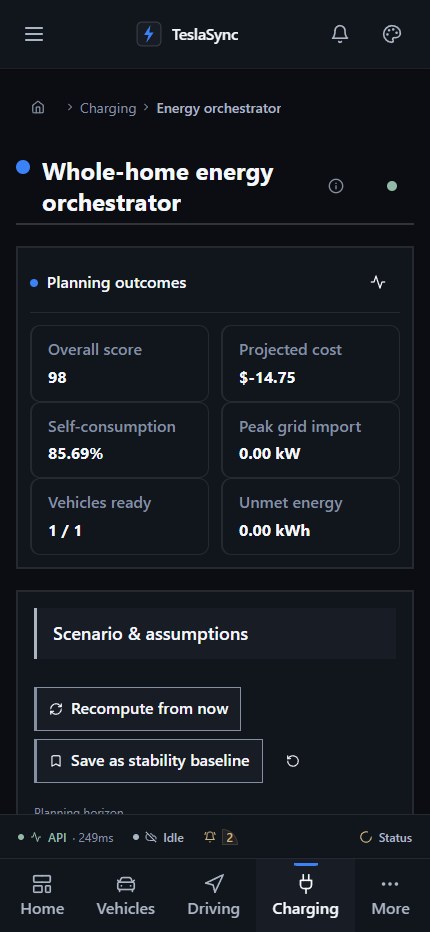 TeslaSync
Charging
Energy orchestrator
Whole-home energy
orchestrator
Planning outcomes
Overall score
98
Projected cost
$-14.75
Self-consumption
85.69%
Peak grid import
0.00 kW
Vehicles ready
1 / 1
Unmet energy
0.00 kWh
Scenario & assumptions
Recompute from now
Save as stability baseline
Planning horizon
API · 249ms
Idle
2
Status
Home
Vehicles
Driving
Charging
More